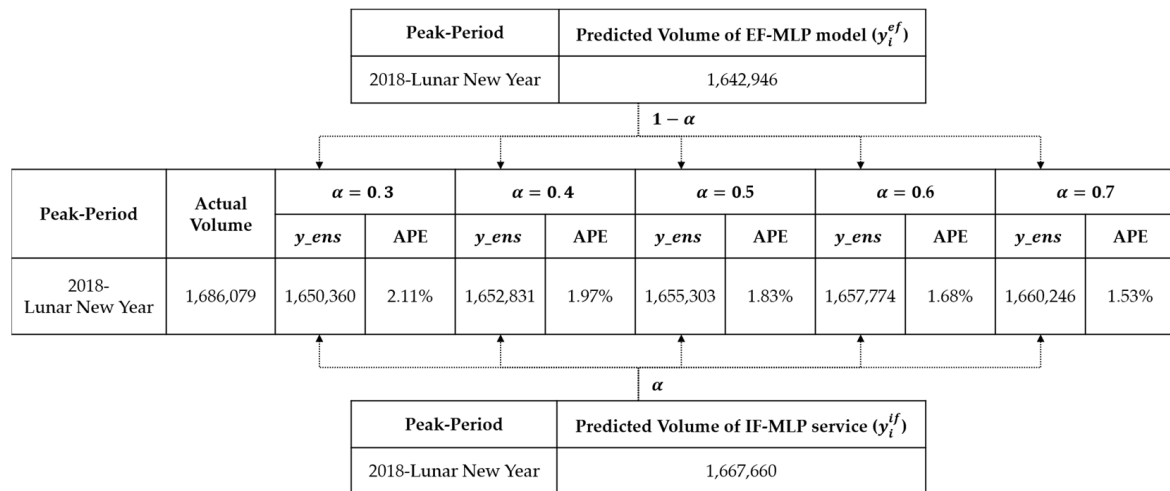 Peak-Period Predicted Volume of EF-MLP model (y_i^{ef})
2018-Lunar New Year 1,642,946
1 − α
Peak-Period Actual Volume α = 0.3 α = 0.4 α = 0.5 α = 0.6 α = 0.7
y_ens APE y_ens APE y_ens APE y_ens APE y_ens APE
2018-
Lunar New Year 1,686,079 1,650,360 2.11% 1,652,831 1.97% 1,655,303 1.83% 1,657,774 1.68% 1,660,246 1.53%
α
Peak-Period Predicted Volume of IF-MLP service (y_i^{if})
2018-Lunar New Year 1,667,660